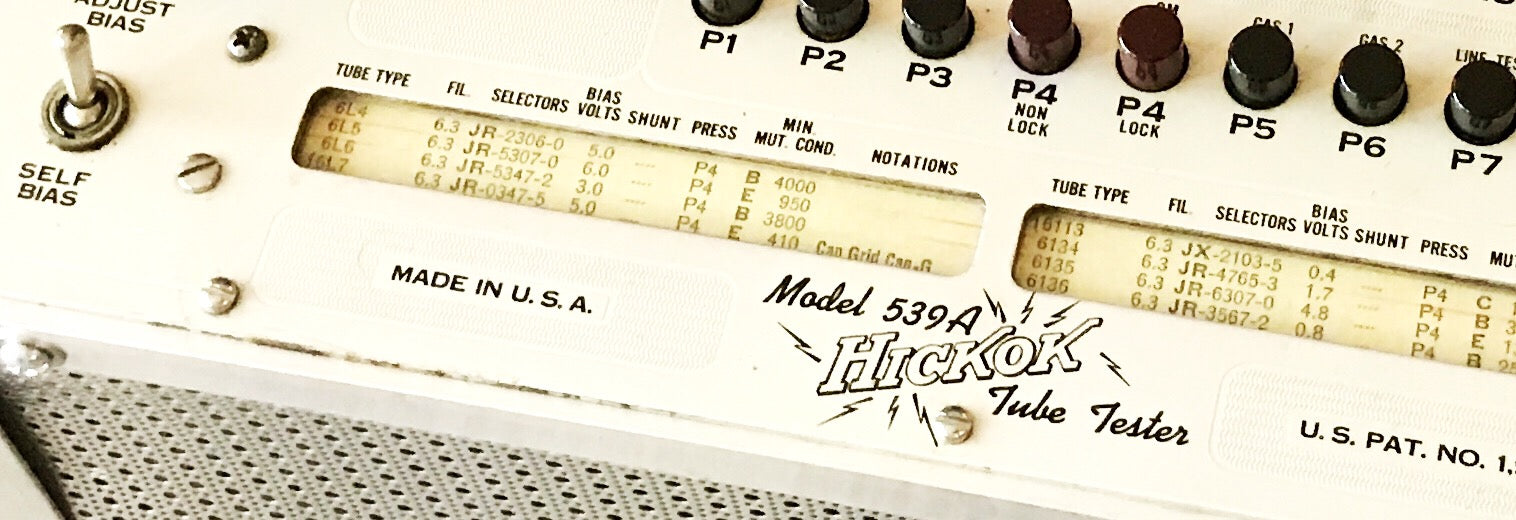 ADJUST
BIAS
SELF
BIAS
GAS 1
GAS 2
P1 P2 P3 P4 P4 P5 P6 P7
NON
LOCK
LOCK
TUBE TYPE FIL. SELECTORS BIAS VOLTS SHUNT PRESS MIN. MUT. COND. NOTATIONS
6L4 6.3 JR-2306-0 5.0 ---- P4 B 4000
6L5 6.3 JR-5307-0 6.0 ---- P4 E 950
6L6 6.3 JR-5347-2 3.0 ---- P4 B 3800
6.3 JR-0347-5 5.0 ---- P4 E 410 Cap Grid Cap-G
TUBE TYPE FIL. SELECTORS BIAS VOLTS SHUNT PRESS
6.3 JX-2103-5 0.4 ---- P4 C
6134 6.3 JR-4765-3 1.7 ---- P4 B
6135 6.3 JR-6307-0 4.8 ---- P4 E
6136 6.3 JR-3567-2 0.8 ---- P4 B
MADE IN U.S.A.
Model 539A
HICKOK
Tube Tester
U.S. PAT. NO. 1,